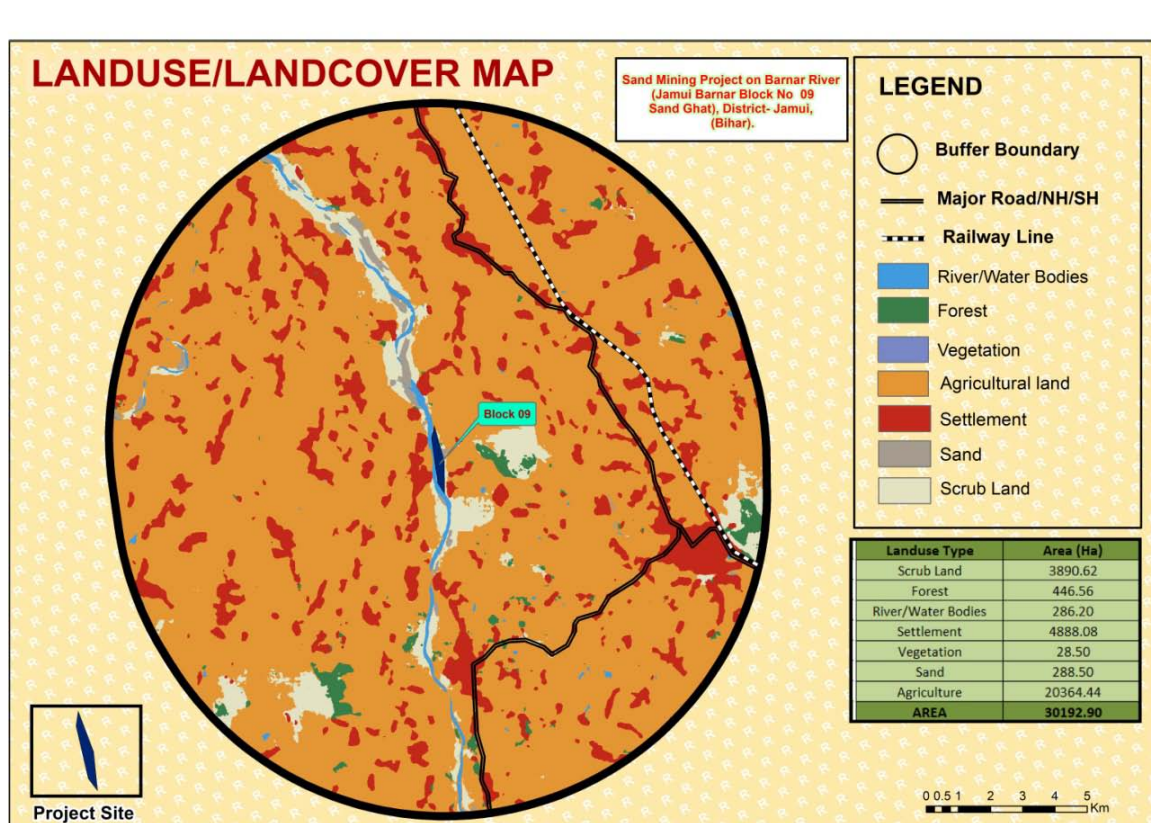 LANDUSE/LANDCOVER MAP
Sand Mining Project on Barnar River
(Jamui Barnar Block No 09
Sand Ghat), District- Jamui,
(Bihar).
LEGEND
Buffer Boundary
Major Road/NH/SH
Railway Line
River/Water Bodies
Forest
Vegetation
Agricultural land
Settlement
Sand
Scrub Land
Block 09
Landuse Type Area (Ha)
Scrub Land 3890.62
Forest 446.56
River/Water Bodies 286.20
Settlement 4888.08
Vegetation 28.50
Sand 288.50
Agriculture 20364.44
AREA 30192.90
Project Site
0 0.5 1 2 3 4 5
Km